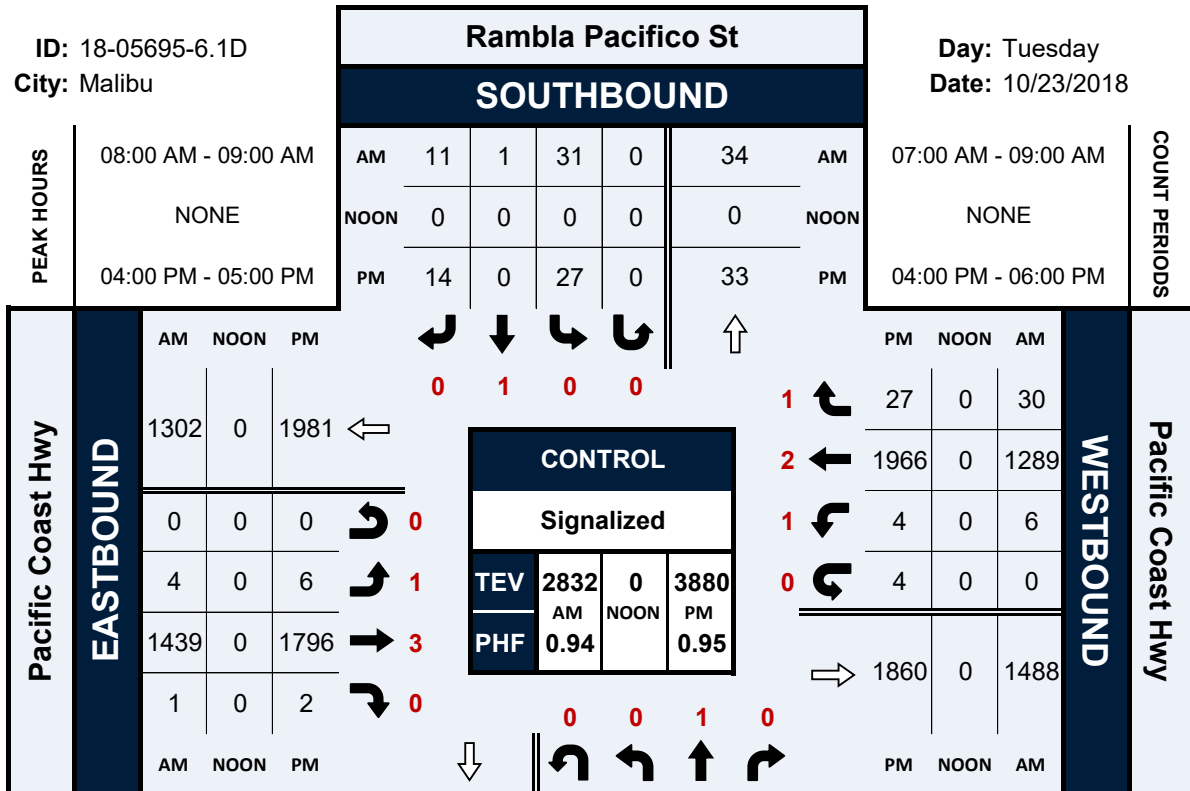 Rambla Pacifico St
ID: 18-05695-6.1D
Day: Tuesday
City: Malibu
Date: 10/23/2018
SOUTHBOUND
PEAK HOURS
08:00 AM - 09:00 AM
NONE
04:00 PM - 05:00 PM
AM 11 1 31 0 34 AM
NOON 0 0 0 0 0 NOON
PM 14 0 27 0 33 PM
07:00 AM - 09:00 AM
NONE
04:00 PM - 06:00 PM
COUNT PERIODS
0 1 0 0
Pacific Coast Hwy
EASTBOUND
AM NOON PM
1302 0 1981
0 0 0 0
4 0 6 1
1439 0 1796 3
1 0 2 0
AM NOON PM
CONTROL
Signalized
TEV 2832 0 3880
AM NOON PM
PHF 0.94 0.95
PM NOON AM
1 27 0 30
2 1966 0 1289
1 4 0 6
0 4 0 0
1860 0 1488
PM NOON AM
WESTBOUND
Pacific Coast Hwy
0 0 1 0